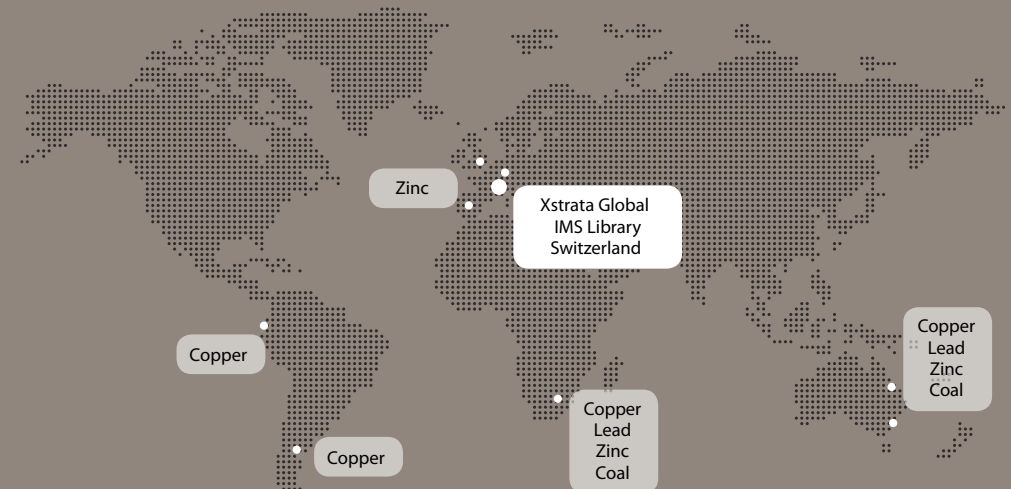 Zinc
Xstrata Global
IMS Library
Switzerland
Copper
Copper
Copper
Lead
Zinc
Coal
Copper
Lead
Zinc
Coal